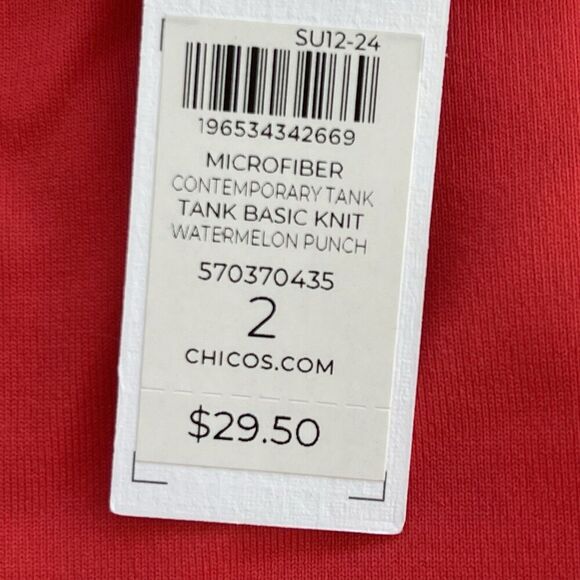 SU12-24
196534342669
MICROFIBER
CONTEMPORARY TANK
TANK BASIC KNIT
WATERMELON PUNCH
570370435
2
CHICOS.COM
$29.50